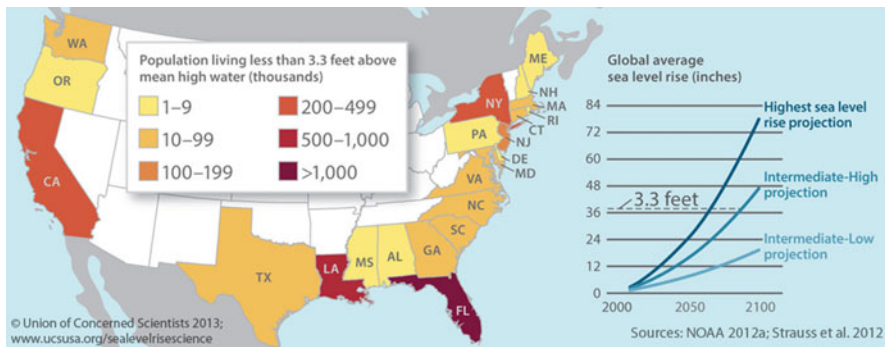 Population living less than 3.3 feet above
mean high water (thousands)
1–9
200–499
10–99
500–1,000
100–199
>1,000
WA
OR
CA
TX
LA
MS
AL
GA
FL
SC
NC
VA
PA
NY
ME
NH
MA
RI
CT
NJ
DE
MD
© Union of Concerned Scientists 2013;
www.ucsusa.org/sealevelrisescience
Global average
sea level rise (inches)
84
72
60
48
36
24
12
0
2000
2050
2100
3.3 feet
Highest sea level
rise projection
Intermediate-High
projection
Intermediate-Low
projection
Sources: NOAA 2012a; Strauss et al. 2012